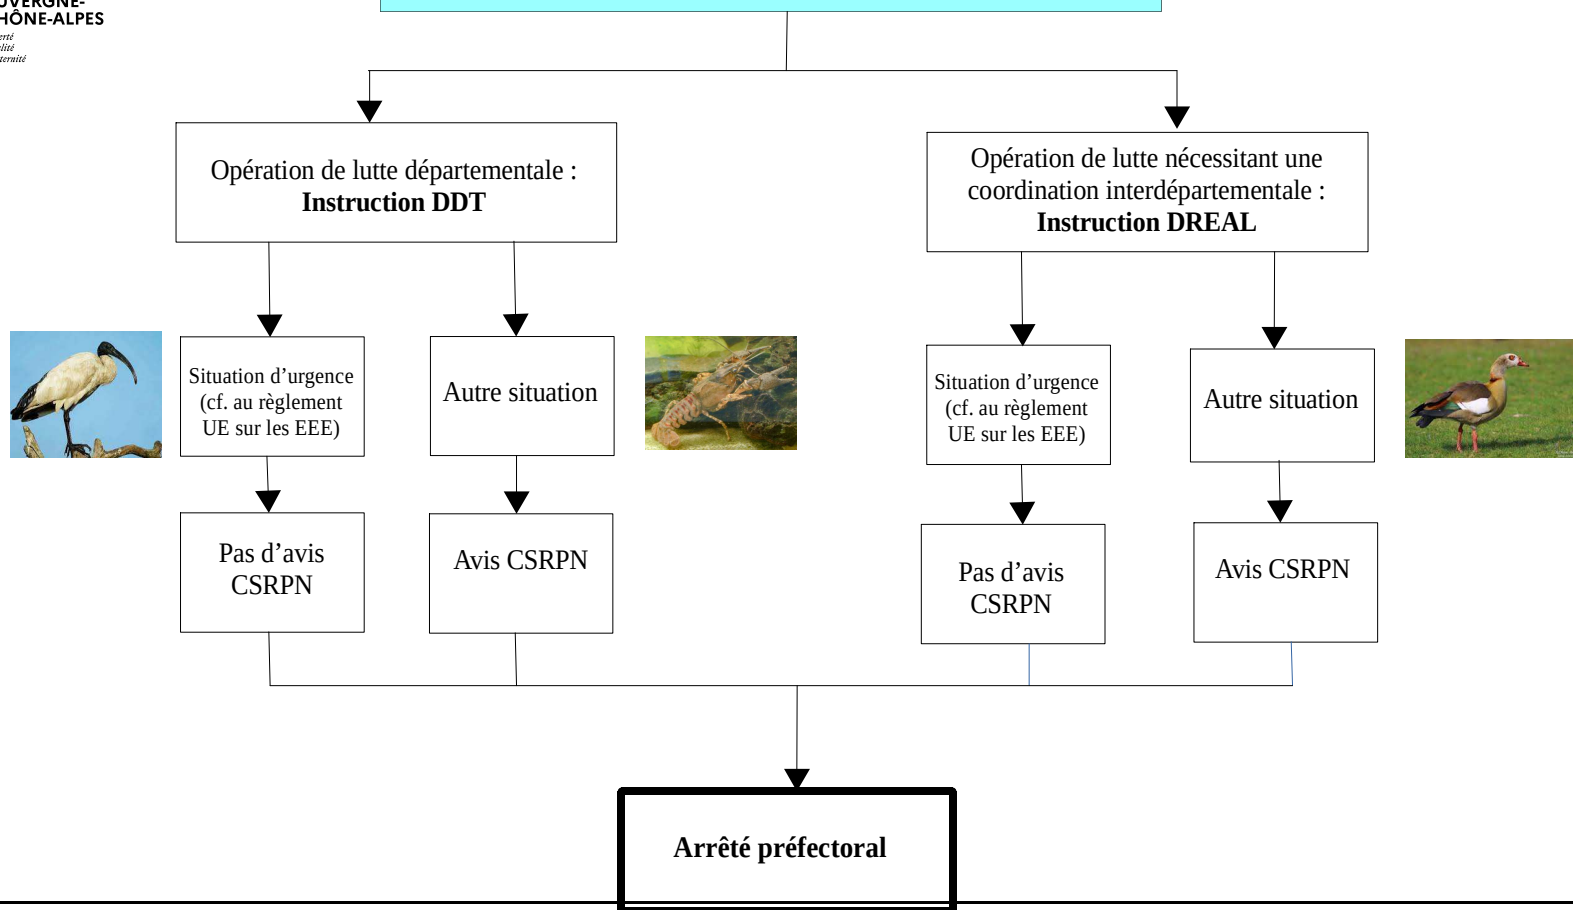 HÔNE-ALPES
Opération de lutte départementale :
Instruction DDT
Opération de lutte nécessitant une
coordination interdépartementale :
Instruction DREAL
Situation d’urgence
(cf. au règlement
UE sur les EEE)
Autre situation
Situation d’urgence
(cf. au règlement
UE sur les EEE)
Autre situation
Pas d’avis
CSRPN
Avis CSRPN
Pas d’avis
CSRPN
Avis CSRPN
Arrêté préfectoral